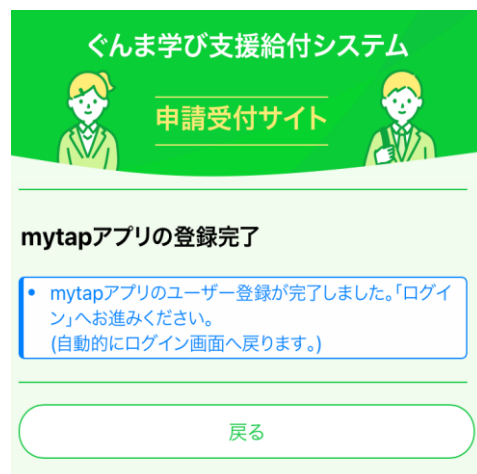 ぐんま学び支援給付システム
申請受付サイト
mytapアプリの登録完了
• mytapアプリのユーザー登録が完了しました。「ログイ
ン」へお進みください。
(自動的にログイン画面へ戻ります。)
戻る